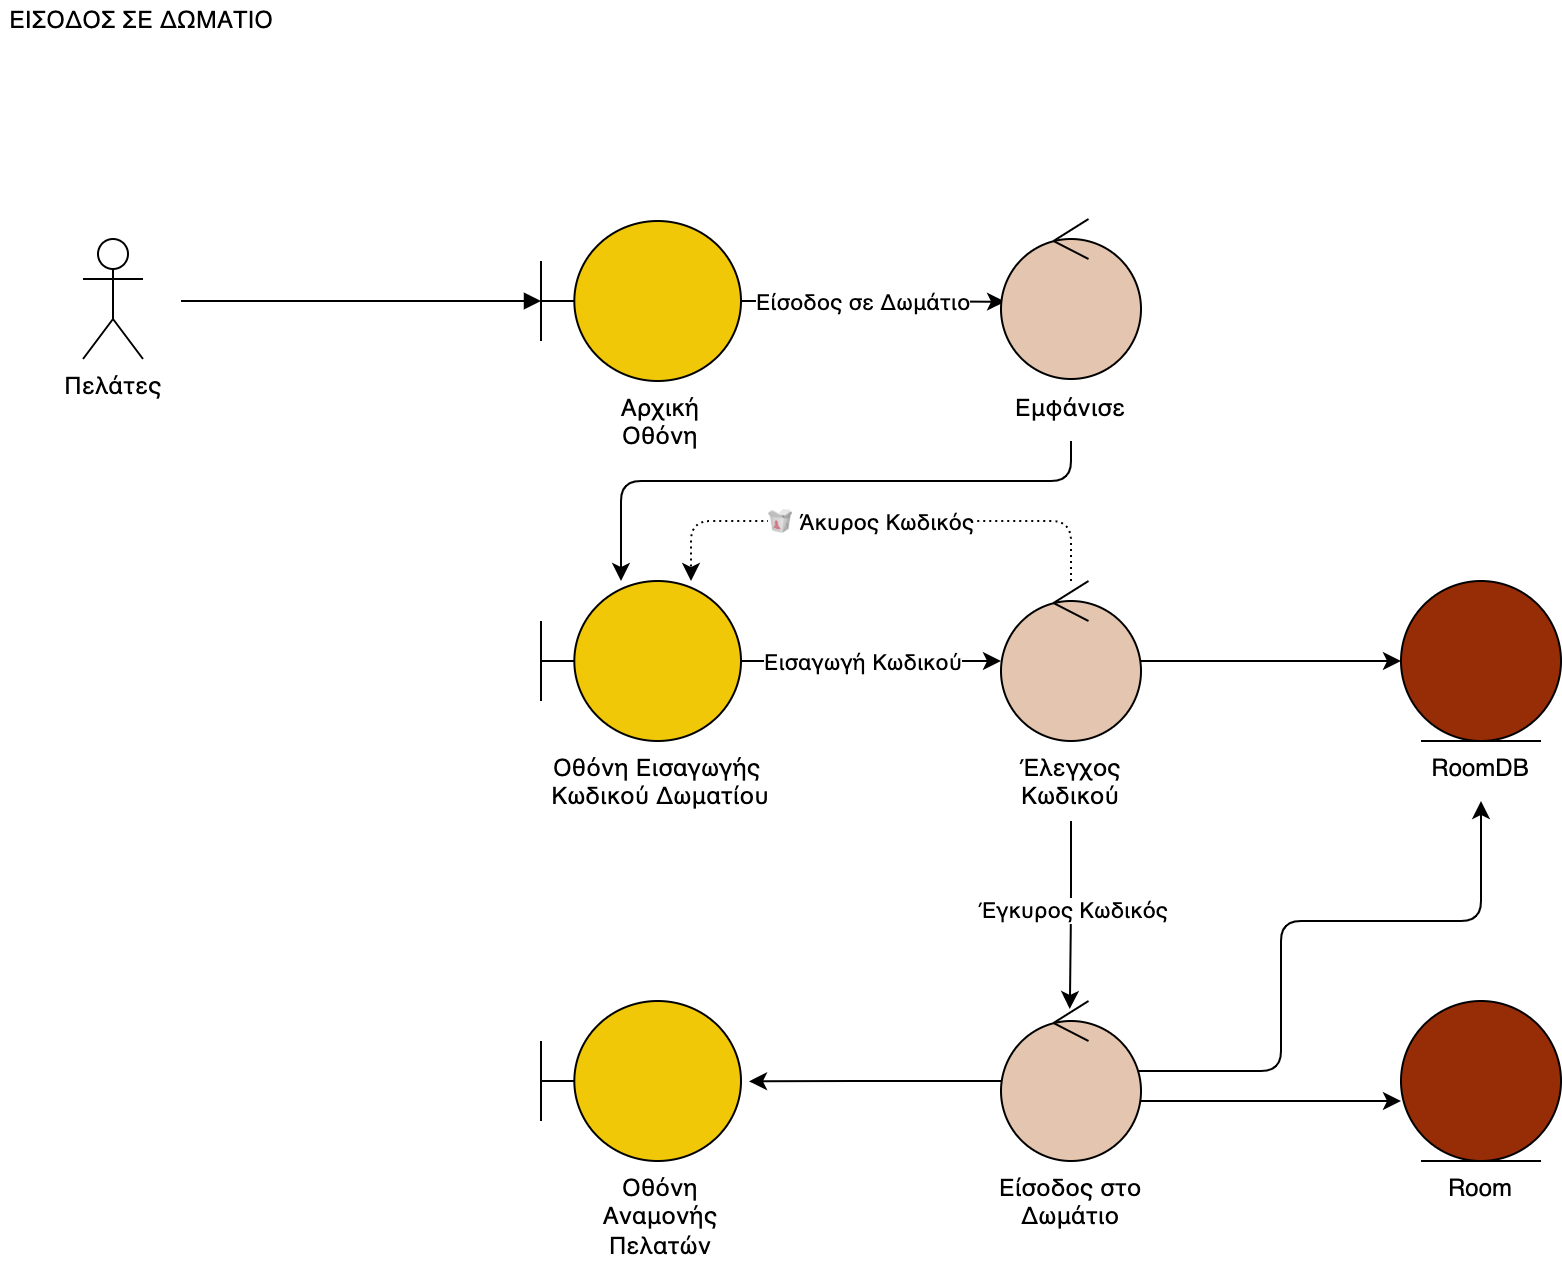 ΕΙΣΟΔΟΣ ΣΕ ΔΩΜΑΤΙΟ
Είσοδος σε Δωμάτιο
Πελάτες
Αρχική
Οθόνη
Εμφάνισε
Άκυρος Κωδικός
Εισαγωγή Κωδικού
Οθόνη Εισαγωγής
Κωδικού Δωματίου
Έλεγχος
Κωδικού
RoomDB
Έγκυρος Κωδικός
Οθόνη
Αναμονής
Πελατών
Είσοδος στο
Δωμάτιο
Room